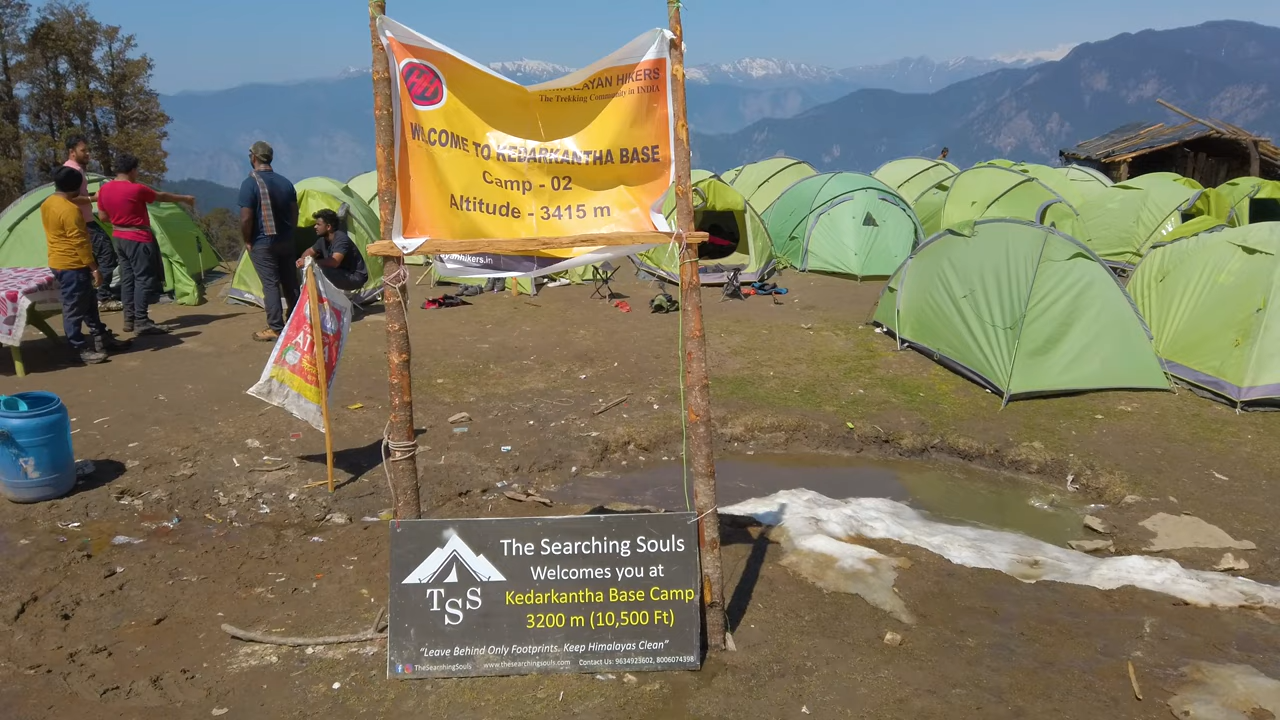 HH
HIKERS
The Trekking Community in INDIA
WELCOME TO KEDARKANTHA BASE
Camp - 02
Altitude - 3415 m
AT
The Searching Souls
Welcomes you at
TSS
Kedarkantha Base Camp
3200 m (10,500 Ft)
"Leave Behind Only Footprints. Keep Himalayas Clean"
TheSearchingSouls www.thesearchingsouls.com Contact Us: 9634923602, 8006074398